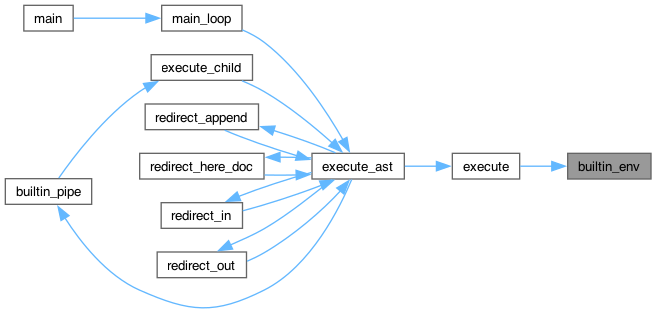 main
main_loop
execute_child
redirect_append
redirect_here_doc
execute_ast
execute
builtin_env
builtin_pipe
redirect_in
redirect_out